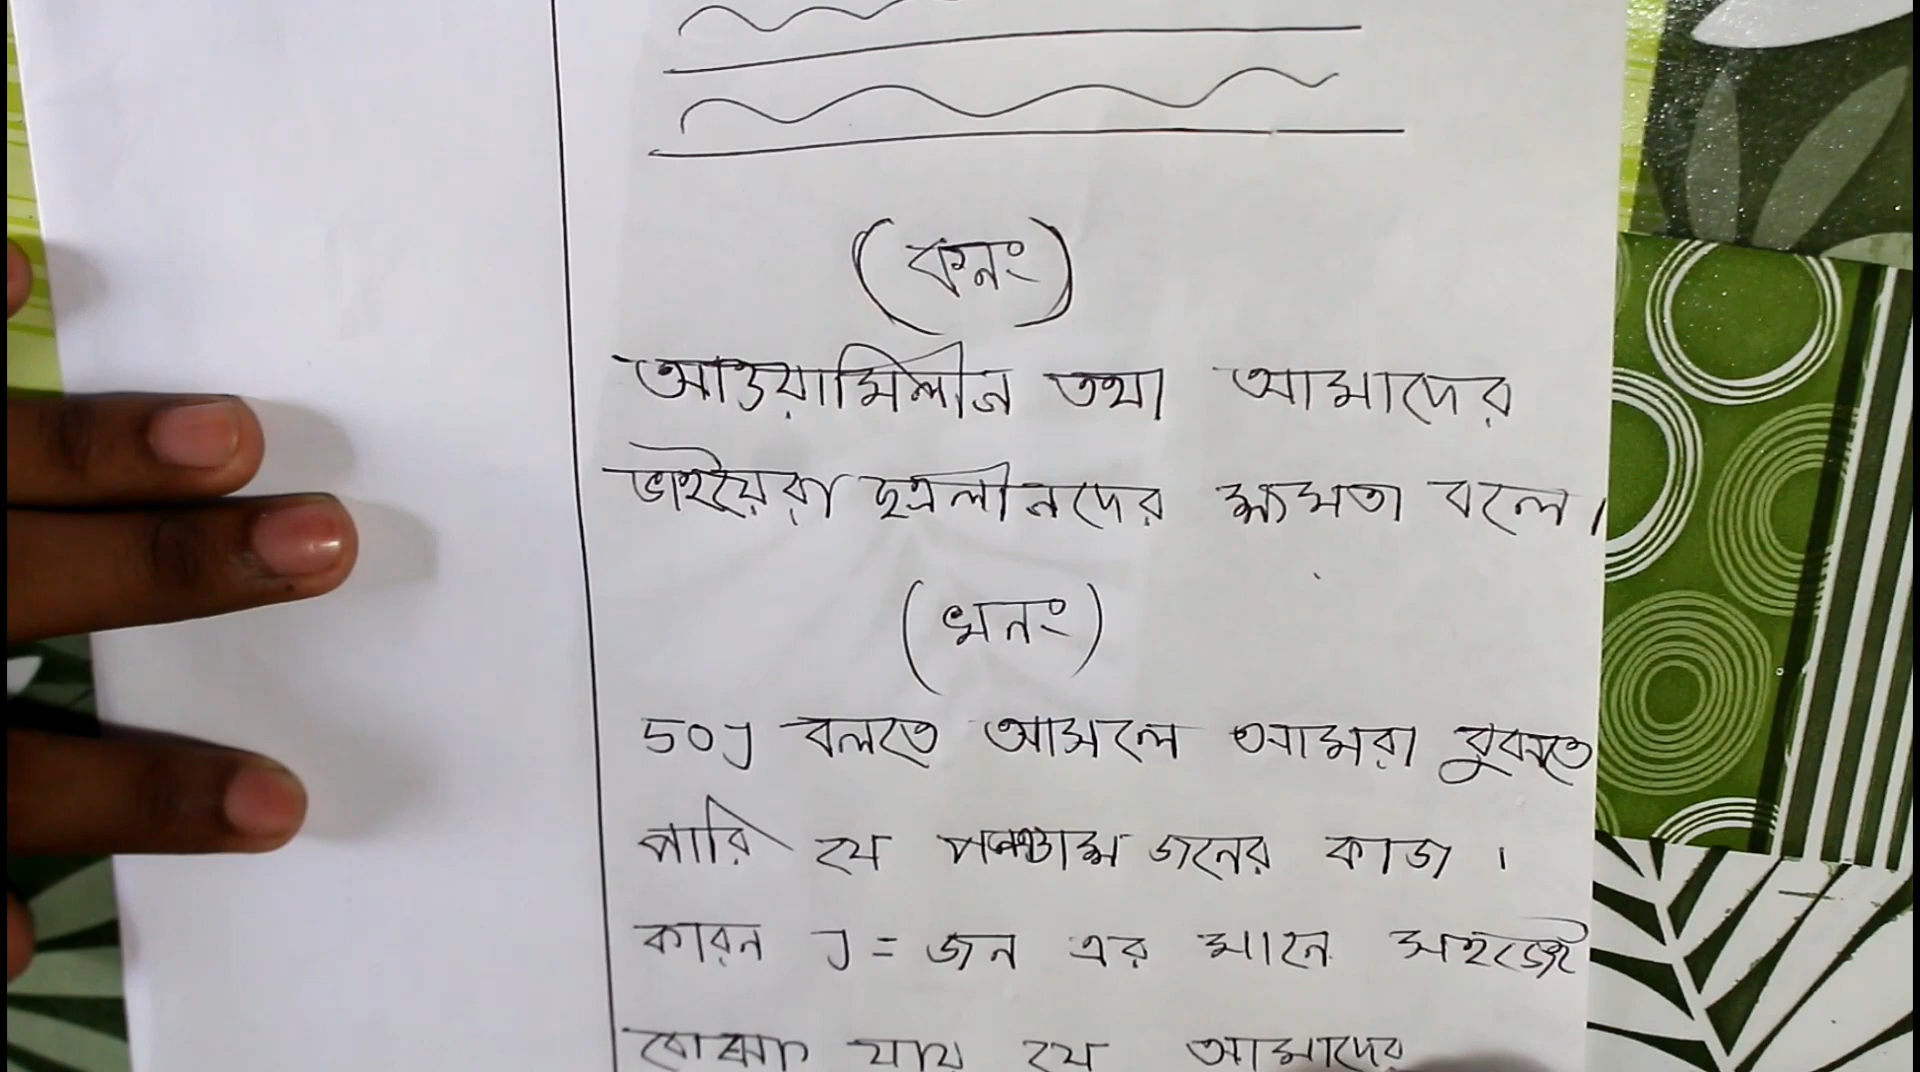 (কনং)
আওয়ামিলীগ তথা আমাদের
ভাইয়েরা ছত্রলীগদের ক্ষমতা বলে।
(খনং)
50J বলতে আসলে আমরা বুঝতে
পারি যে পঞ্চাশ জনের কাজ ।
কারন J = জন এর মানে সহজেই
বোঝা যায় যে আমাদের